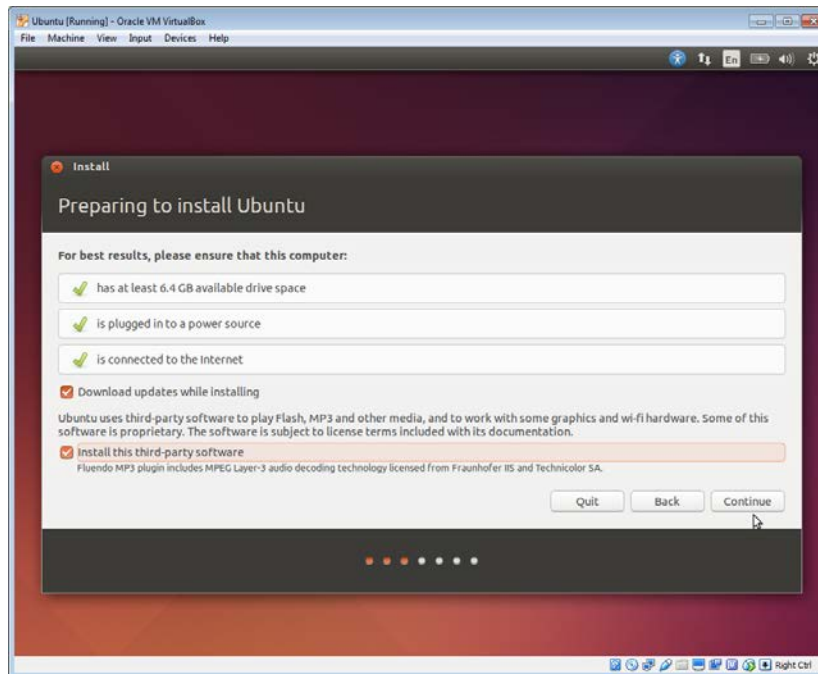 Ubuntu [Running] - Oracle VM VirtualBox
File Machine View Input Devices Help
En
Install
Preparing to install Ubuntu
For best results, please ensure that this computer:
has at least 6.4 GB available drive space
is plugged in to a power source
is connected to the Internet
Download updates while installing
Ubuntu uses third-party software to play Flash, MP3 and other media, and to work with some graphics and wi-fi hardware. Some of this
software is proprietary. The software is subject to license terms included with its documentation.
Install this third-party software
Fluendo MP3 plugin includes MPEG Layer-3 audio decoding technology licensed from Fraunhofer IIS and Technicolor SA.
Quit Back Continue
Right Ctrl